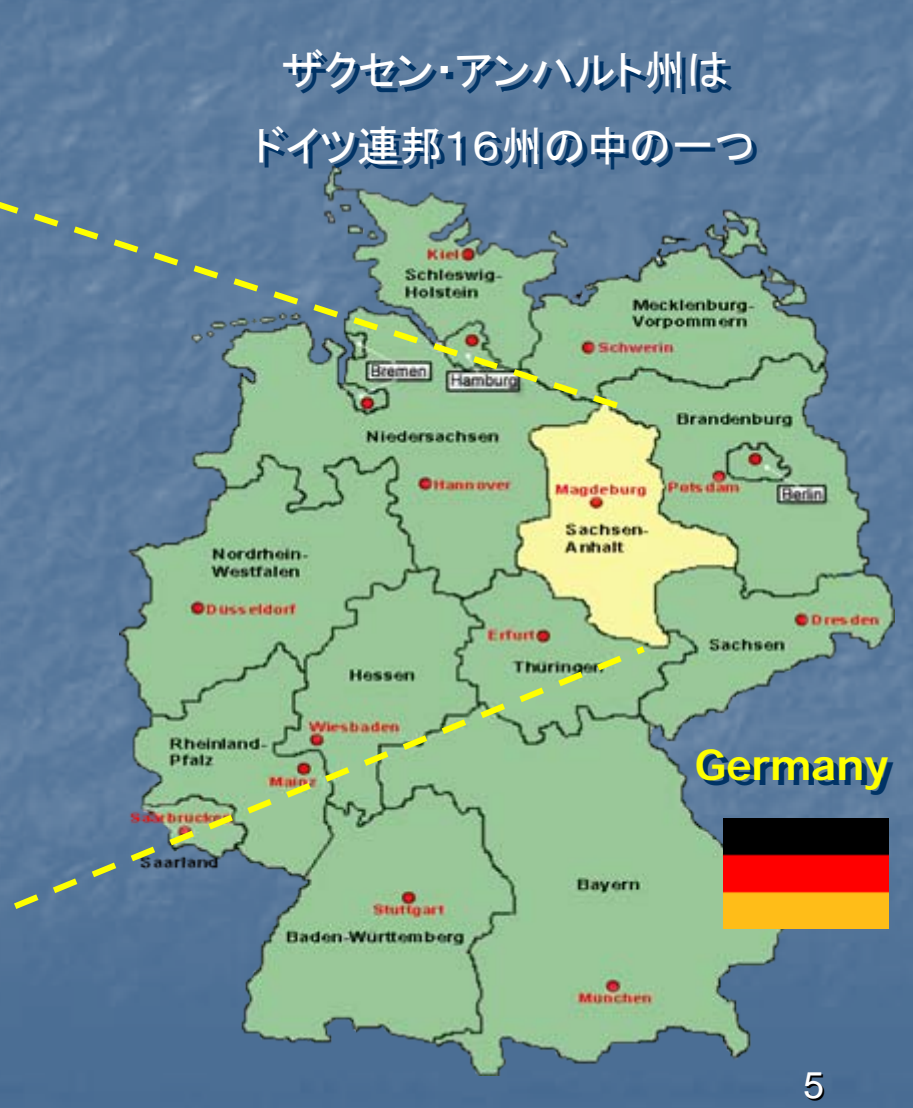 ザクセン・アンハルト州は
ドイツ連邦16州の中の一つ
Kiel
Schleswig-
Holstein
Mecklenburg-
Vorpommern
Schwerin
Bremen
Hamburg
Brandenburg
Niedersachsen
Hannover
Magdeburg
Potsdam
Berlin
Sachsen-
Anhalt
Nordrhein-
Westfalen
Düsseldorf
Erfurt
Dresden
Sachsen
Thüringen
Hessen
Wiesbaden
Rheinland-
Pfalz
Mainz
Germany
Saarbrücken
Saarland
Bayern
Stuttgart
Baden-Württemberg
München
5